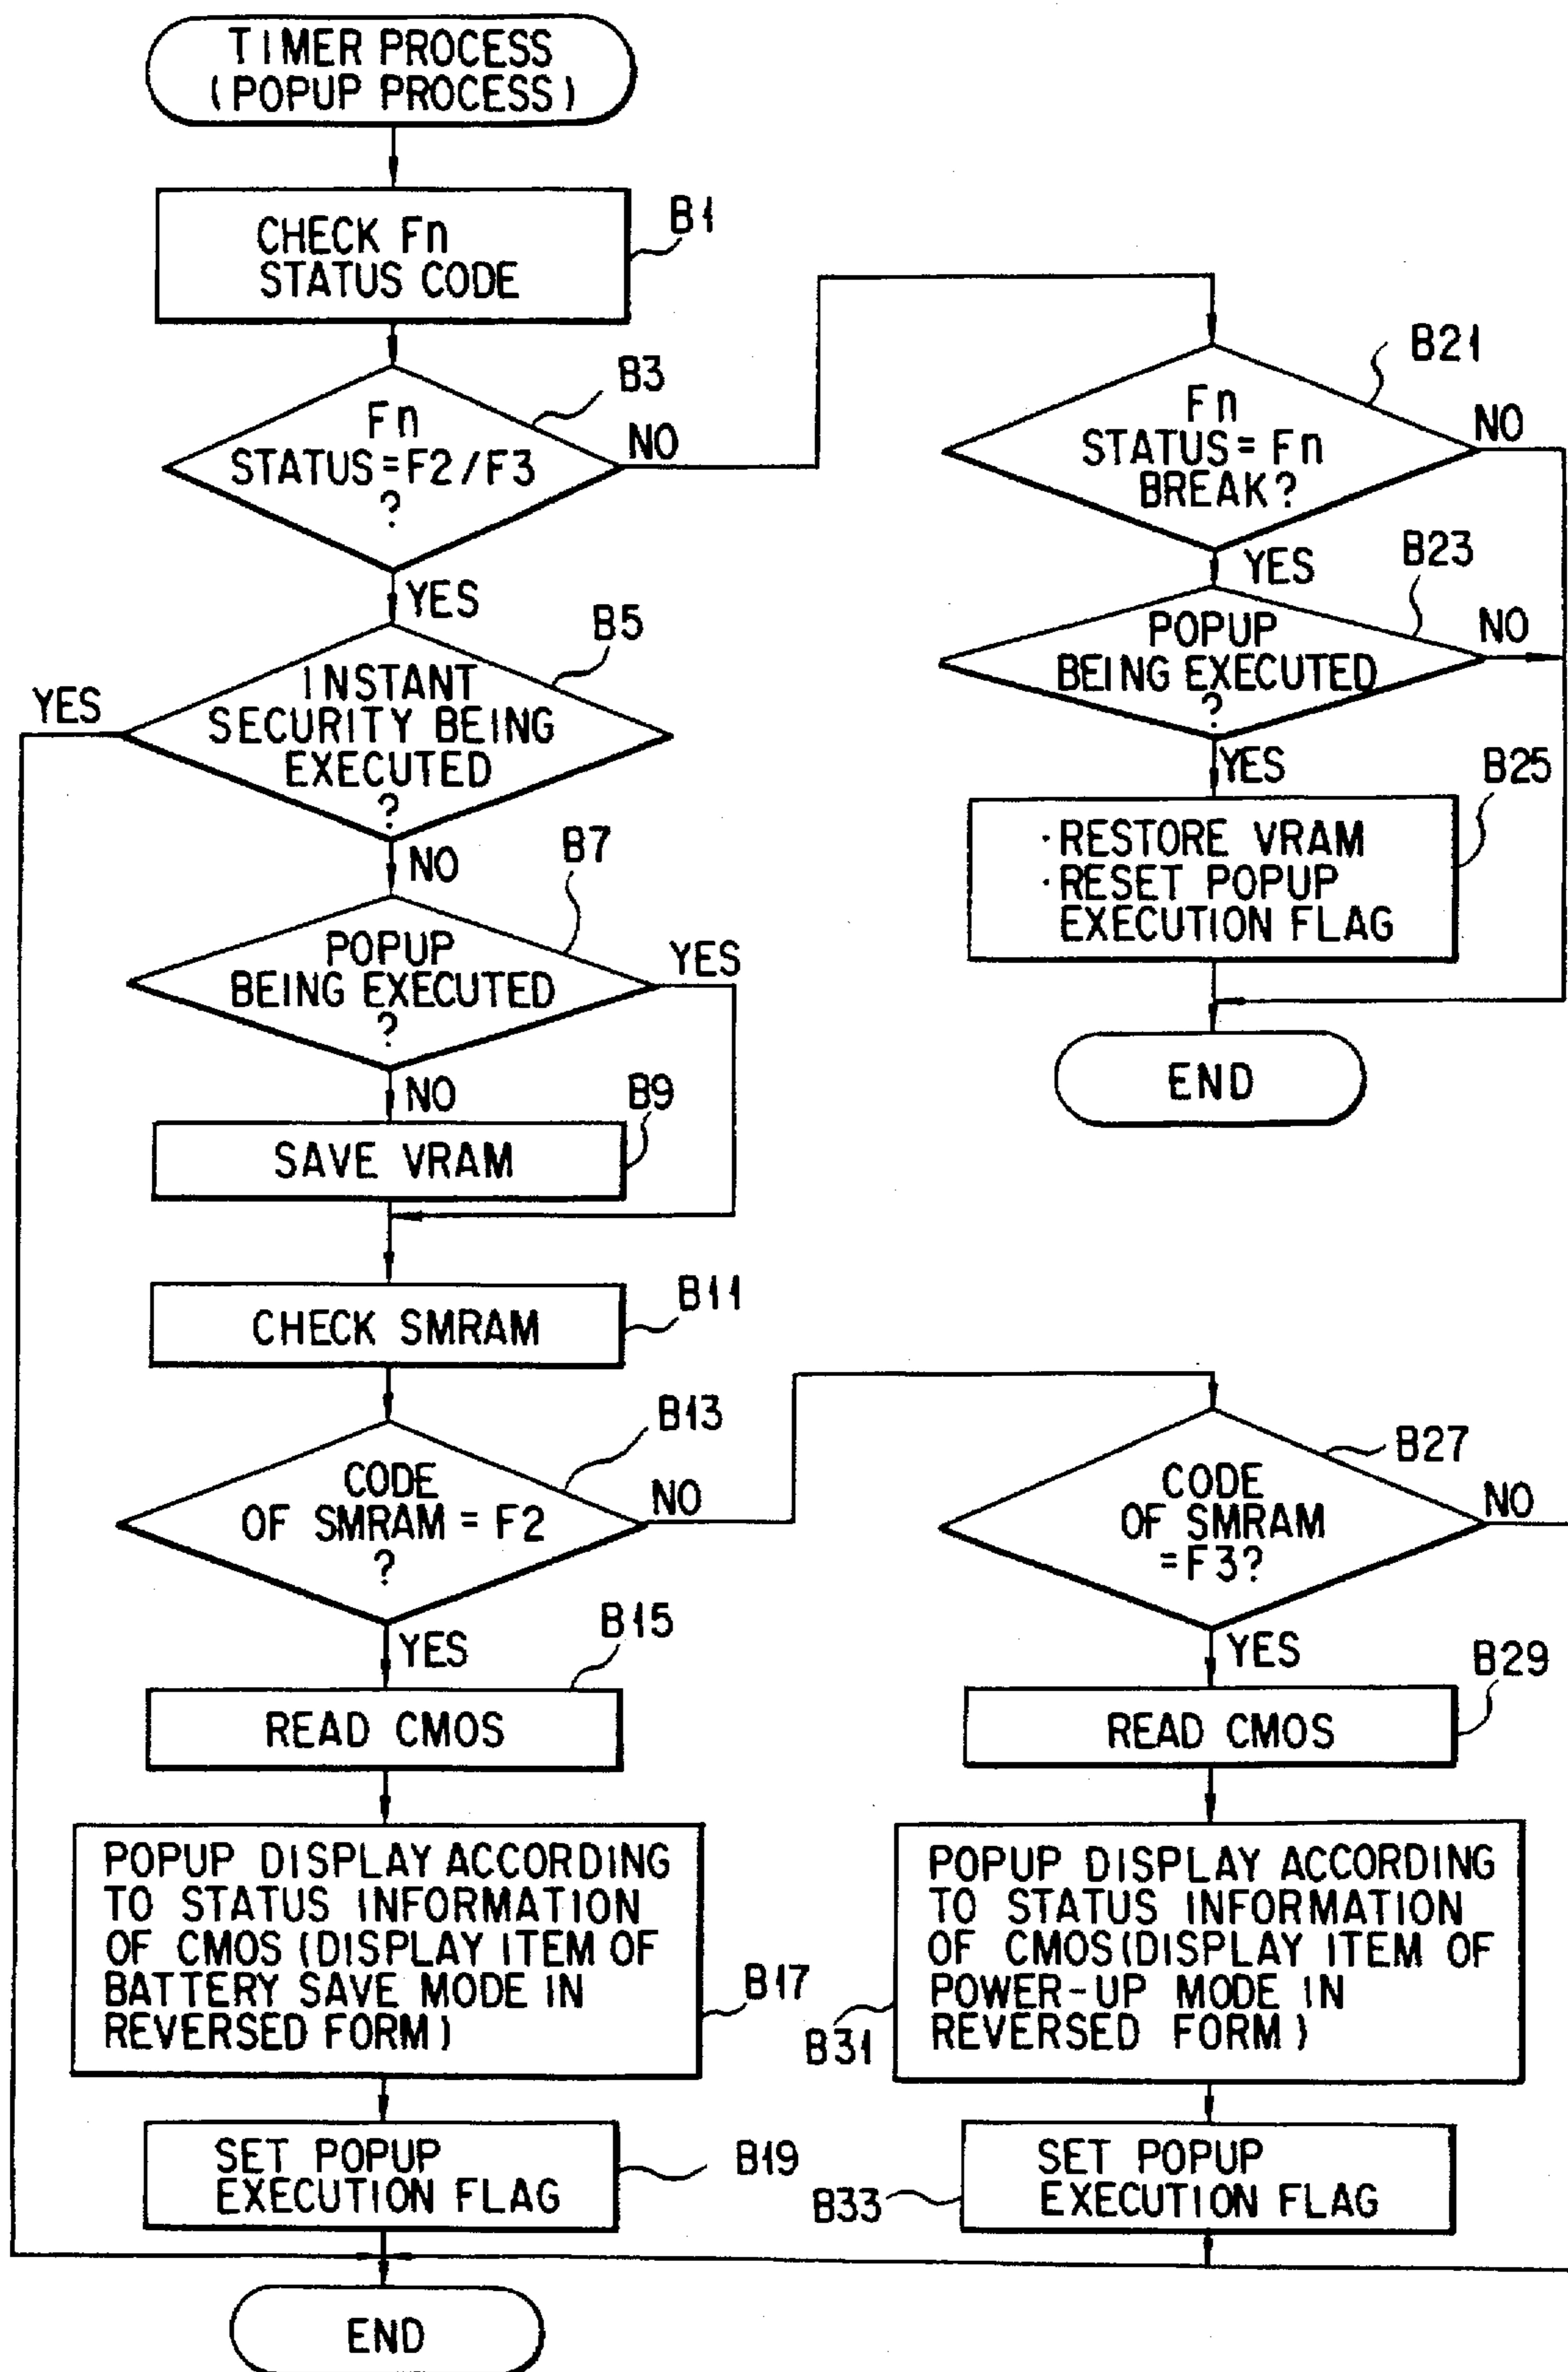 TIMER PROCESS
(POPUP PROCESS)
CHECK Fn
STATUS CODE
B1
Fn
STATUS=F2/F3
?
B3
NO
YES
INSTANT
SECURITY BEING
EXECUTED
?
B5
YES
NO
POPUP
BEING EXECUTED
?
B7
YES
NO
SAVE VRAM
B9
CHECK SMRAM
B11
CODE
OF SMRAM = F2
?
B13
NO
YES
READ CMOS
B15
POPUP DISPLAY ACCORDING
TO STATUS INFORMATION
OF CMOS (DISPLAY ITEM OF
BATTERY SAVE MODE IN
REVERSED FORM)
B17
SET POPUP
EXECUTION FLAG
B19
END
Fn
STATUS= Fn
BREAK?
B21
NO
YES
POPUP
BEING EXECUTED
?
B23
NO
YES
·RESTORE VRAM
·RESET POPUP
EXECUTION FLAG
B25
END
CODE
OF SMRAM
=F3?
B27
NO
YES
READ CMOS
B29
POPUP DISPLAY ACCORDING
TO STATUS INFORMATION
OF CMOS(DISPLAY ITEM OF
POWER-UP MODE IN
REVERSED FORM)
B31
SET POPUP
EXECUTION FLAG
B33